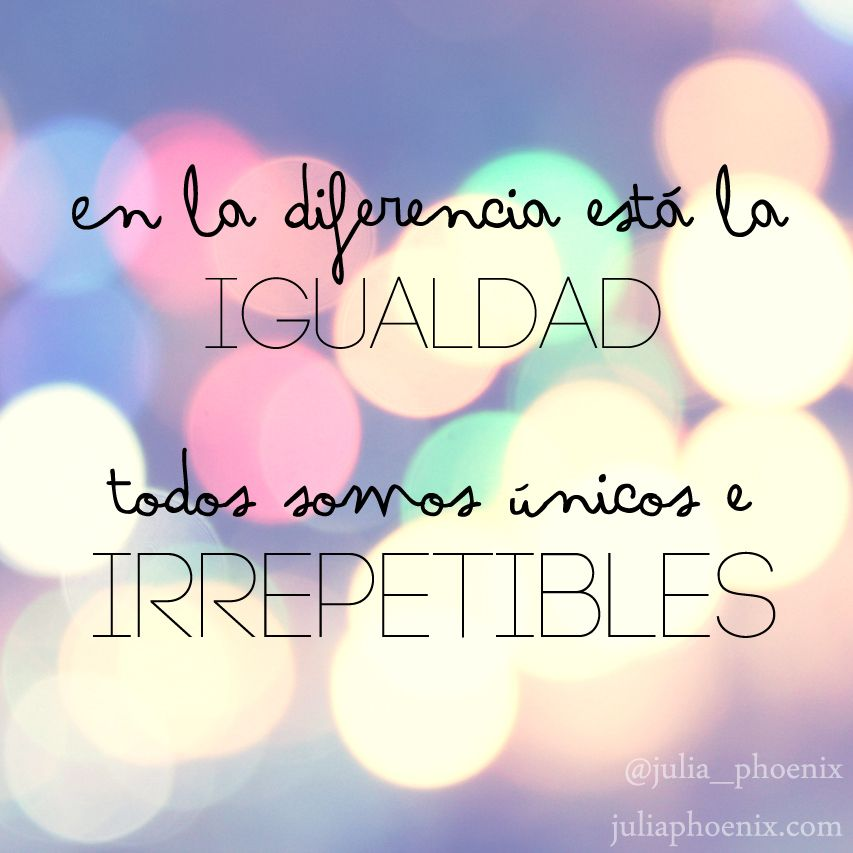 en la diferencia está la
IGUALDAD
todos somos únicos e
IRREPETIBLES
@julia_phoenix
juliaphoenix.com